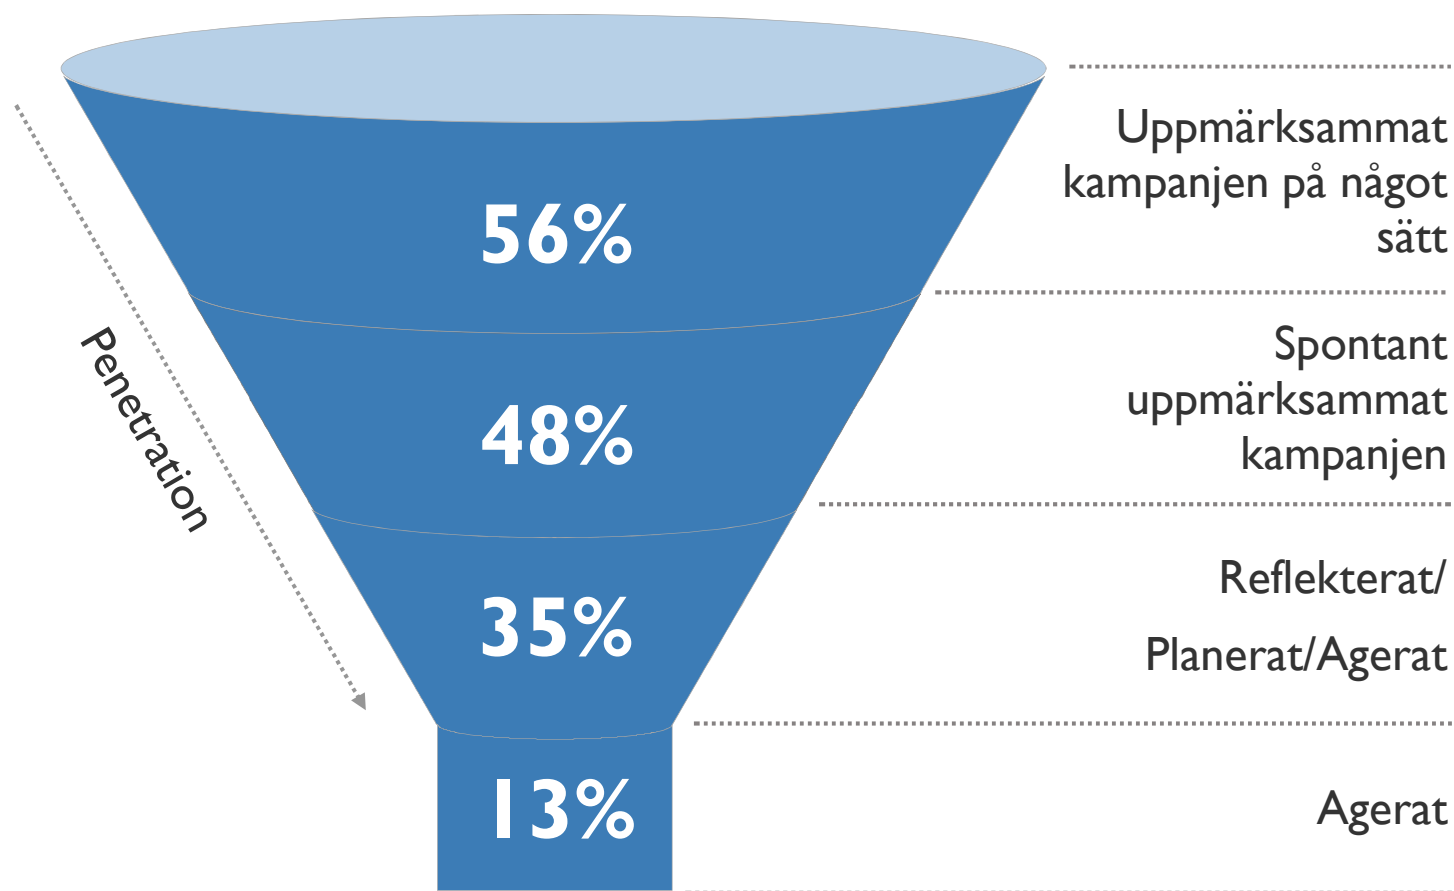 Uppmärksammat
kampanjen på något
sätt
56%
Penetration
Spontant
uppmärksammat
kampanjen
48%
Reflekterat/
Planerat/Agerat
35%
Agerat
13%